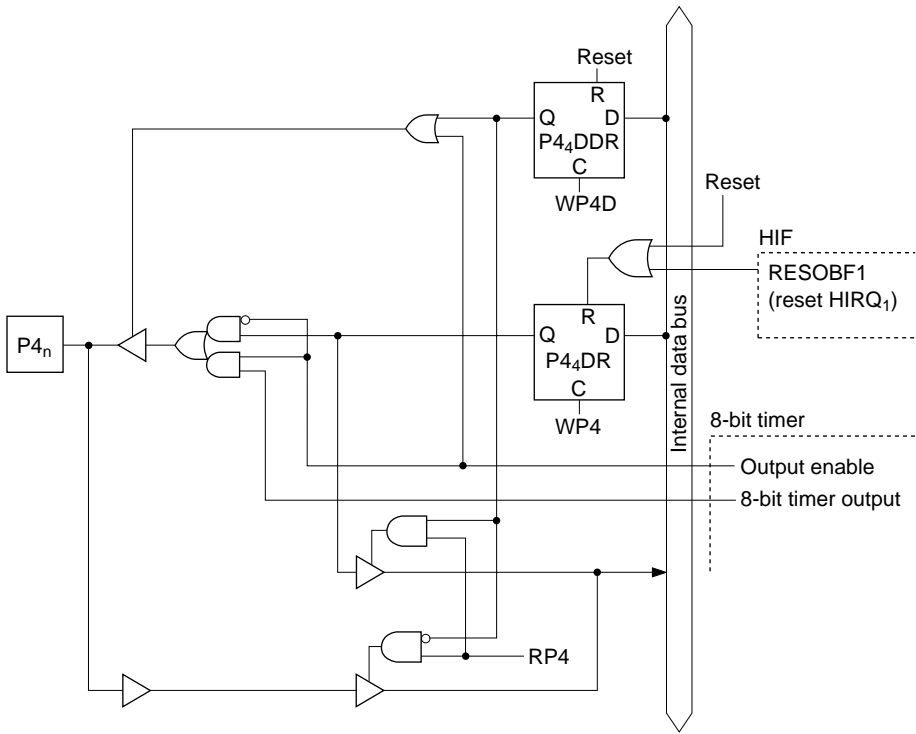 Reset
R
Q D
P4₄DDR
C
WP4D
Reset
HIF
RESOBF1
(reset HIRQ₁)
R
Q D
P4₄DR
C
WP4
P4ₙ
Internal data bus
8-bit timer
Output enable
8-bit timer output
RP4